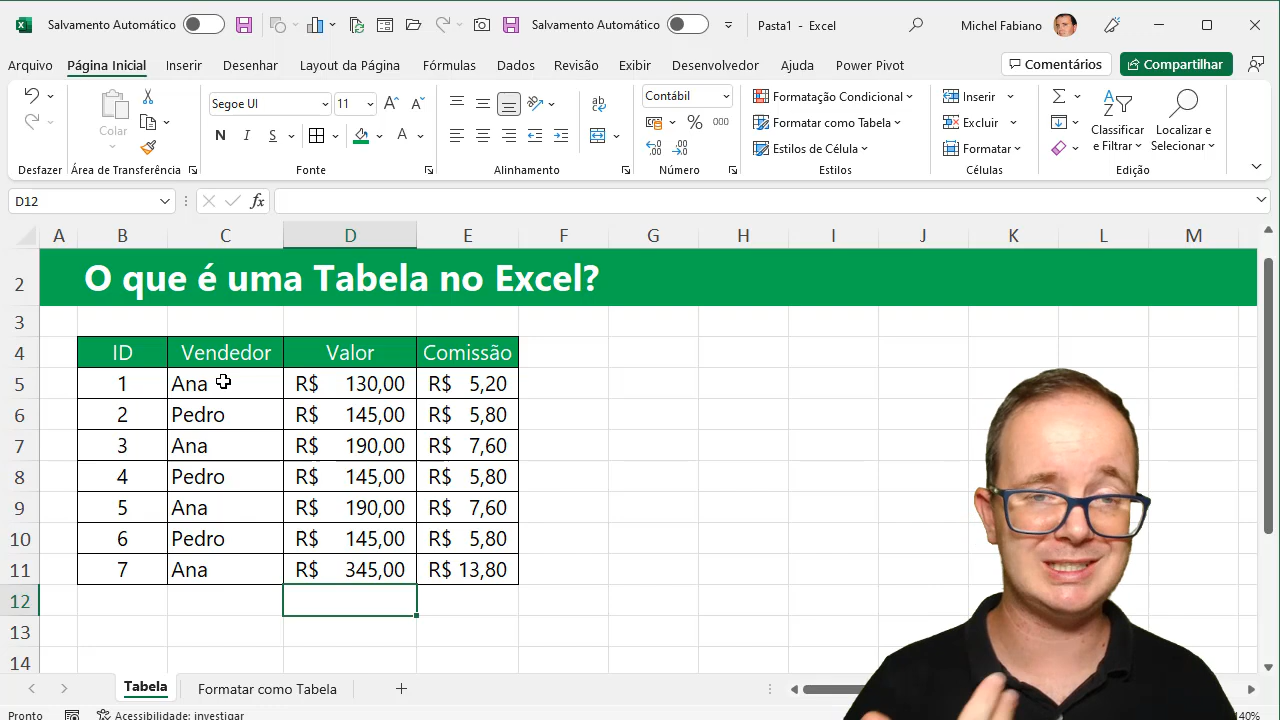 Salvamento Automático Salvamento Automático Pasta1 - Excel Michel Fabiano
Arquivo Página Inicial Inserir Desenhar Layout da Página Fórmulas Dados Revisão Exibir Desenvolvedor Ajuda Power Pivot Comentários Compartilhar
Segoe UI 11 Contábil Formatação Condicional Inserir
Colar N I S A % 000 Formatar como Tabela Excluir Classificar Localizar e
e Filtrar Selecionar
Estilos de Célula Formatar
Desfazer Área de Transferência Fonte Alinhamento Número Estilos Células Edição
D12 fx
A B C D E F G H I J K L M
2 O que é uma Tabela no Excel?
3
4 ID Vendedor Valor Comissão
5 1 Ana R$ 130,00 R$ 5,20
6 2 Pedro R$ 145,00 R$ 5,80
7 3 Ana R$ 190,00 R$ 7,60
8 4 Pedro R$ 145,00 R$ 5,80
9 5 Ana R$ 190,00 R$ 7,60
10 6 Pedro R$ 145,00 R$ 5,80
11 7 Ana R$ 345,00 R$ 13,80
12
13
14
Tabela Formatar como Tabela
Pronto Acessibilidade: investigar 140%